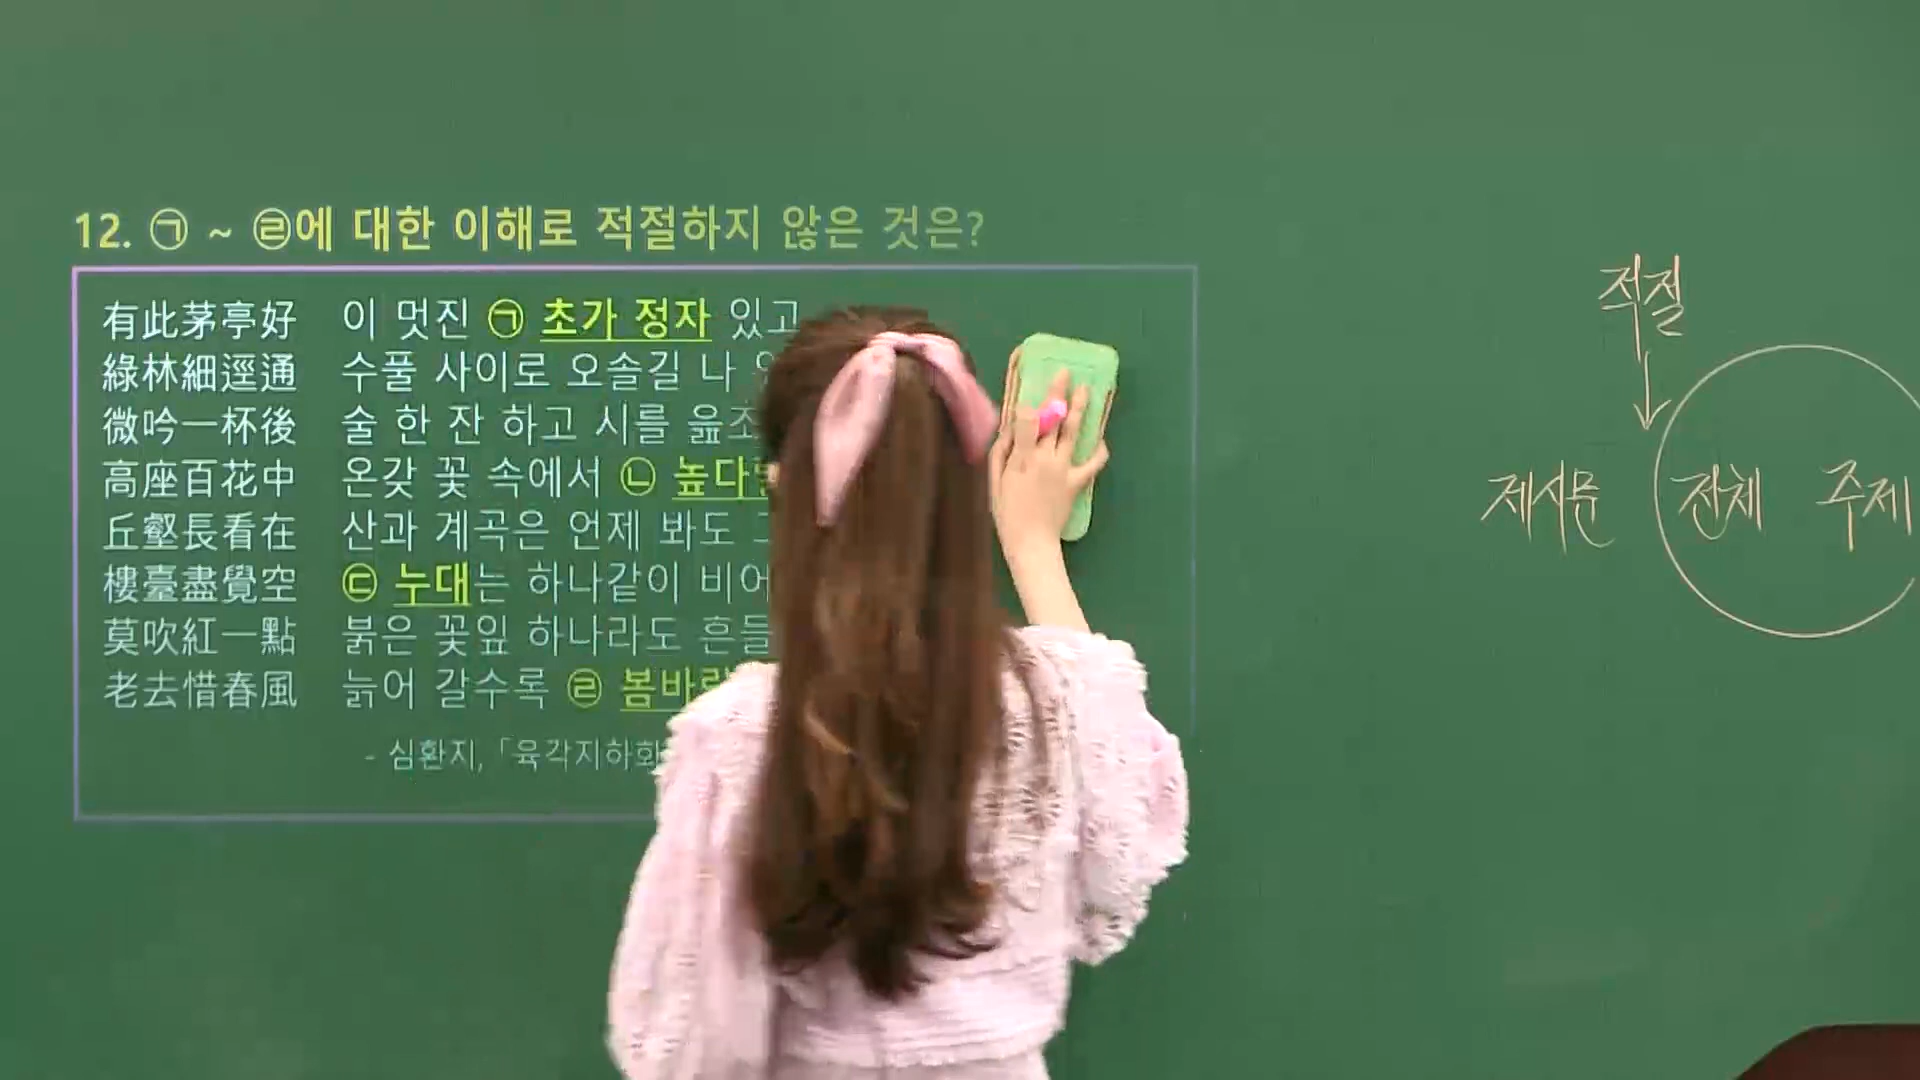 12. ㉠ ~ ㉣에 대한 이해로 적절하지 않은 것은?
有此茅亭好 이 멋진 ㉠ 초가 정자 있고
綠林細逕通 수풀 사이로 오솔길 나
微吟一杯後 술 한 잔 하고 시를 읊조
高座百花中 온갖 꽃 속에서 ㉡ 높다
丘壑長看在 산과 계곡은 언제 봐도
樓臺盡覺空 ㉢ 누대는 하나같이 비어
莫吹紅一點 붉은 꽃잎 하나라도 흔들
老去惜春風 늙어 갈수록 ㉣ 봄바람
- 심환지, 「육각지하화
적절
↓
제시문 전체 주제